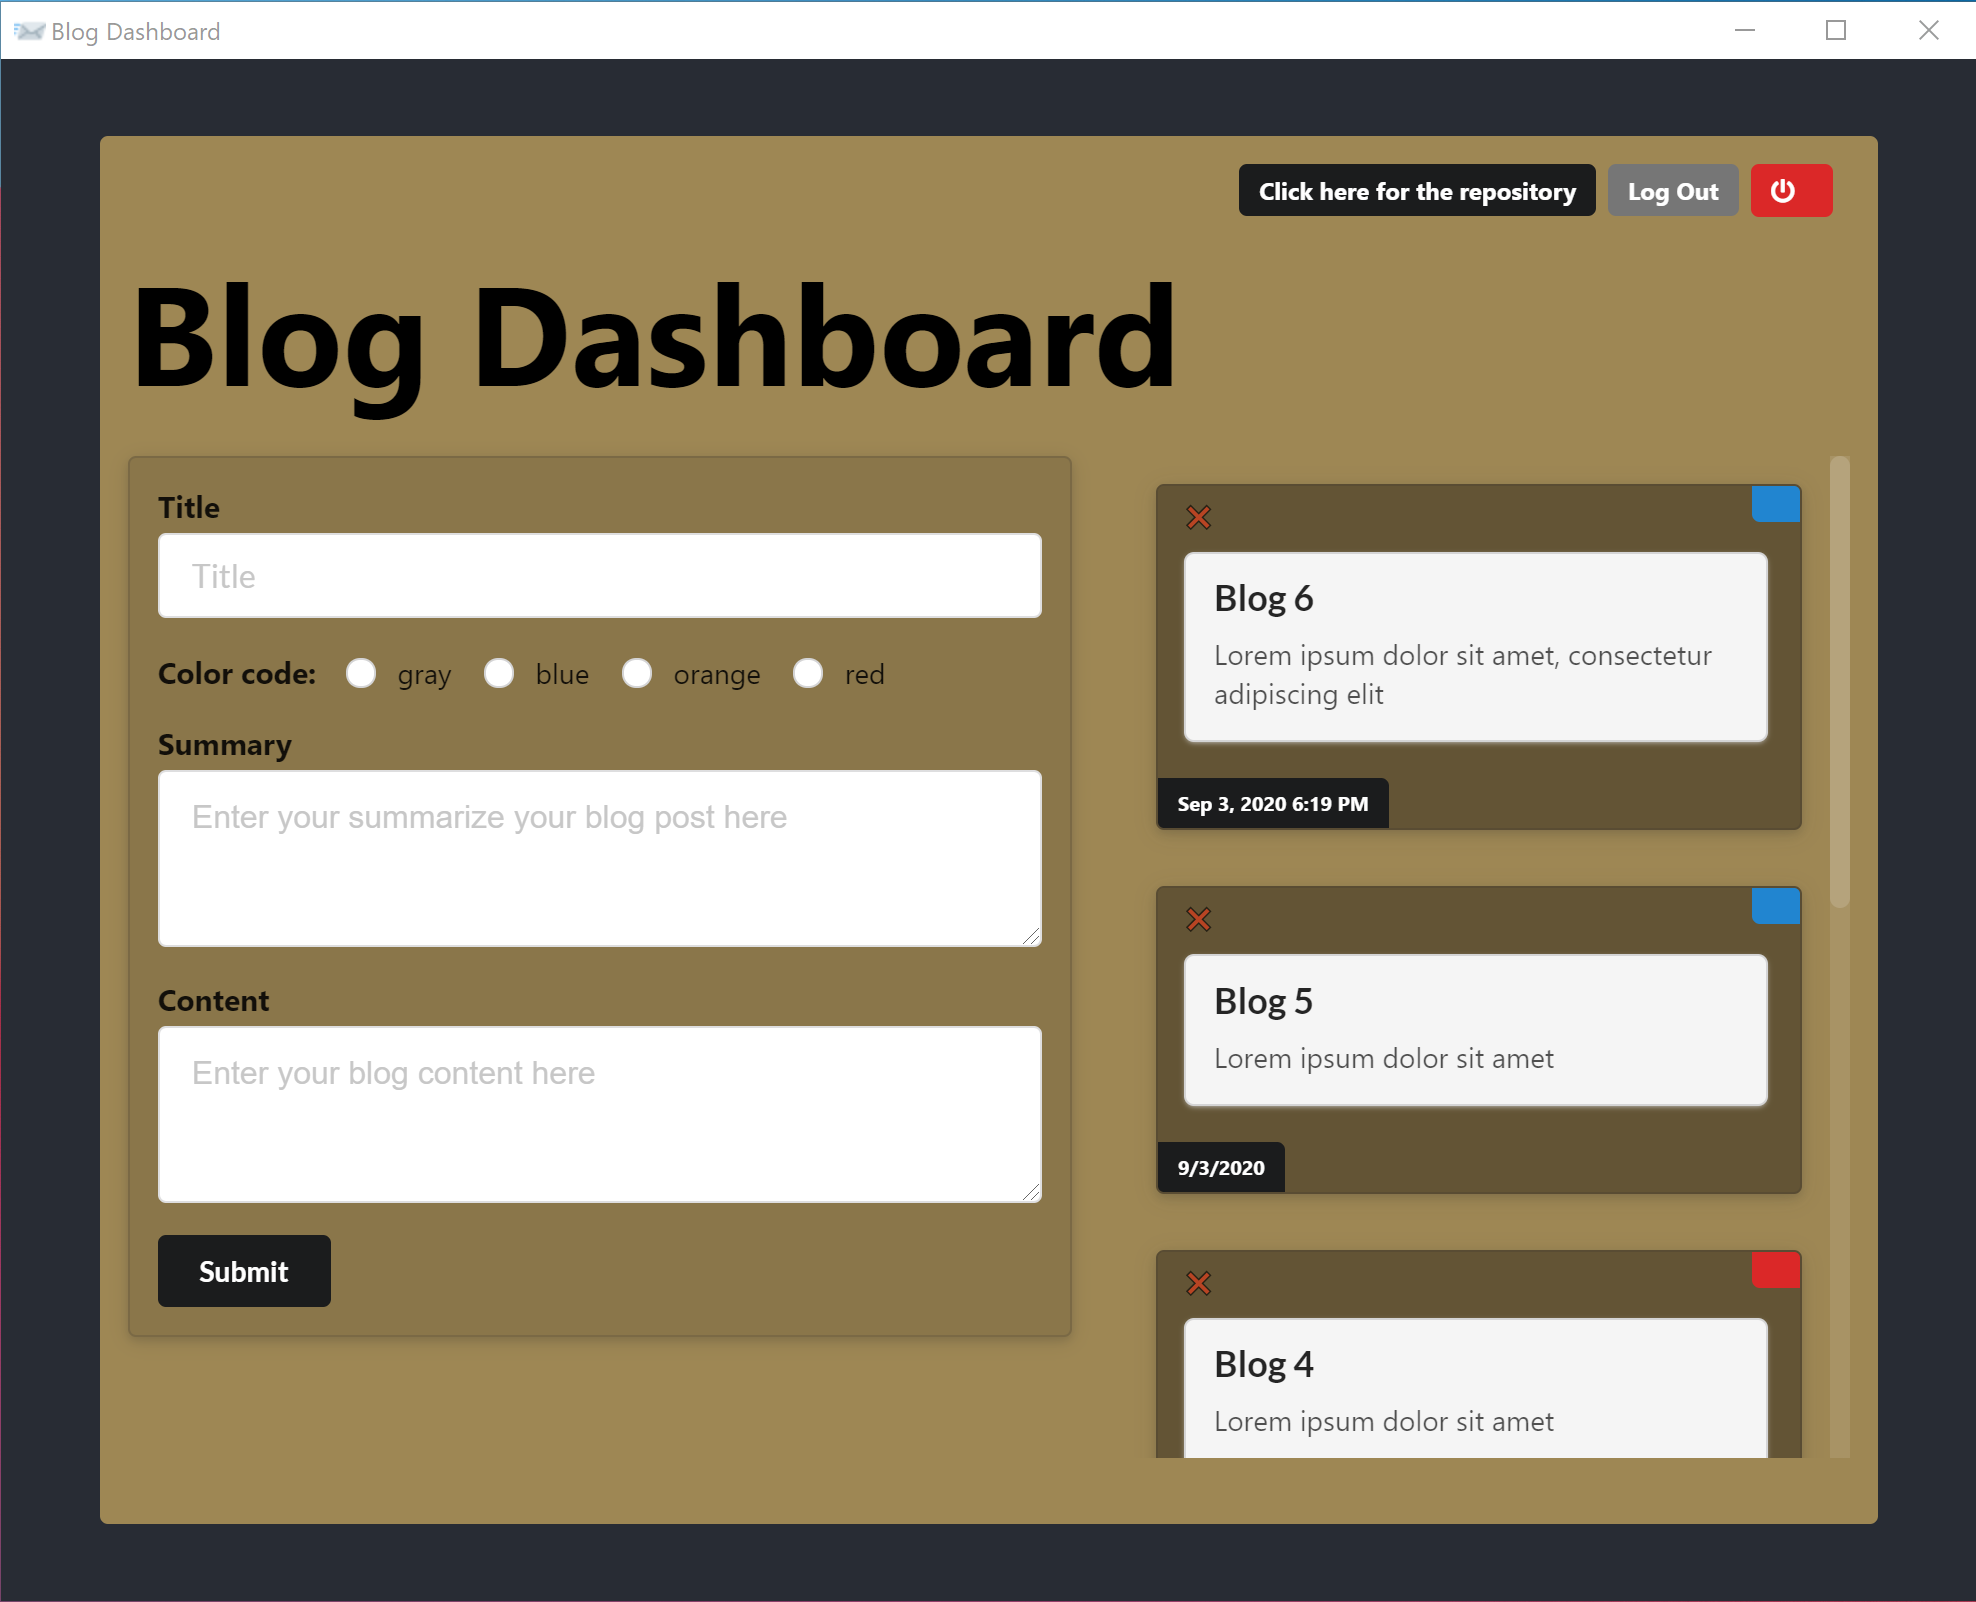 Blog Dashboard
Click here for the repository
Log Out
Blog Dashboard
Title
Title
Color code: gray blue orange red
Summary
Enter your summarize your blog post here
Content
Enter your blog content here
Submit
Blog 6
Lorem ipsum dolor sit amet, consectetur
adipiscing elit
Sep 3, 2020 6:19 PM
Blog 5
Lorem ipsum dolor sit amet
9/3/2020
Blog 4
Lorem ipsum dolor sit amet